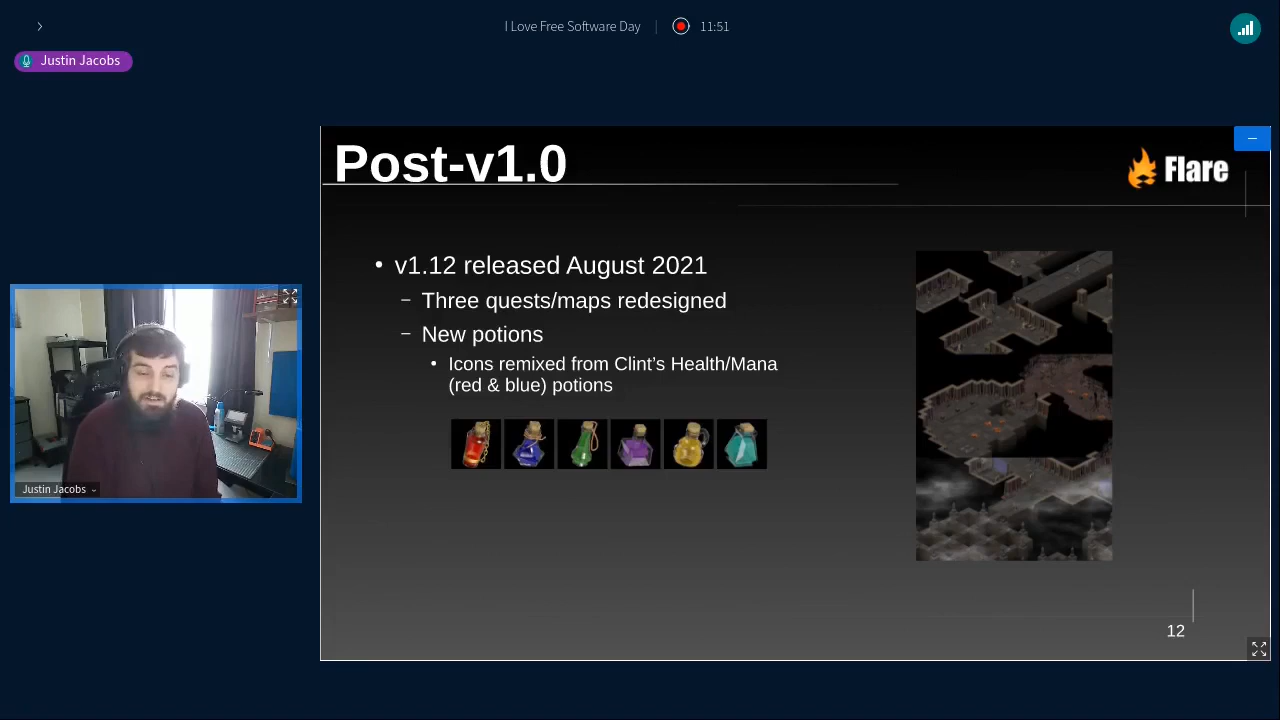 I Love Free Software Day
11:51
Justin Jacobs
Post-v1.0
Flare
• v1.12 released August 2021
– Three quests/maps redesigned
– New potions
• Icons remixed from Clint’s Health/Mana
(red & blue) potions
Justin Jacobs
12